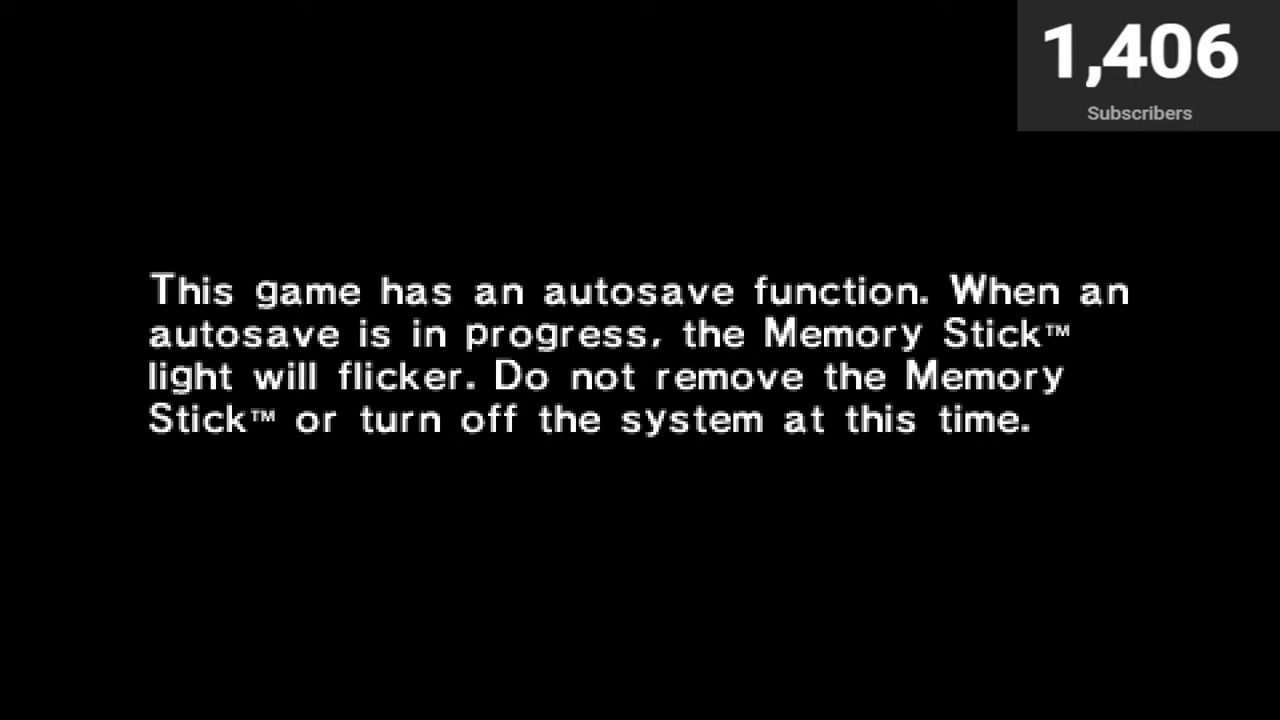 1,406
Subscribers
This game has an autosave function. When an
autosave is in progress, the Memory Stick™
light will flicker. Do not remove the Memory
Stick™ or turn off the system at this time.